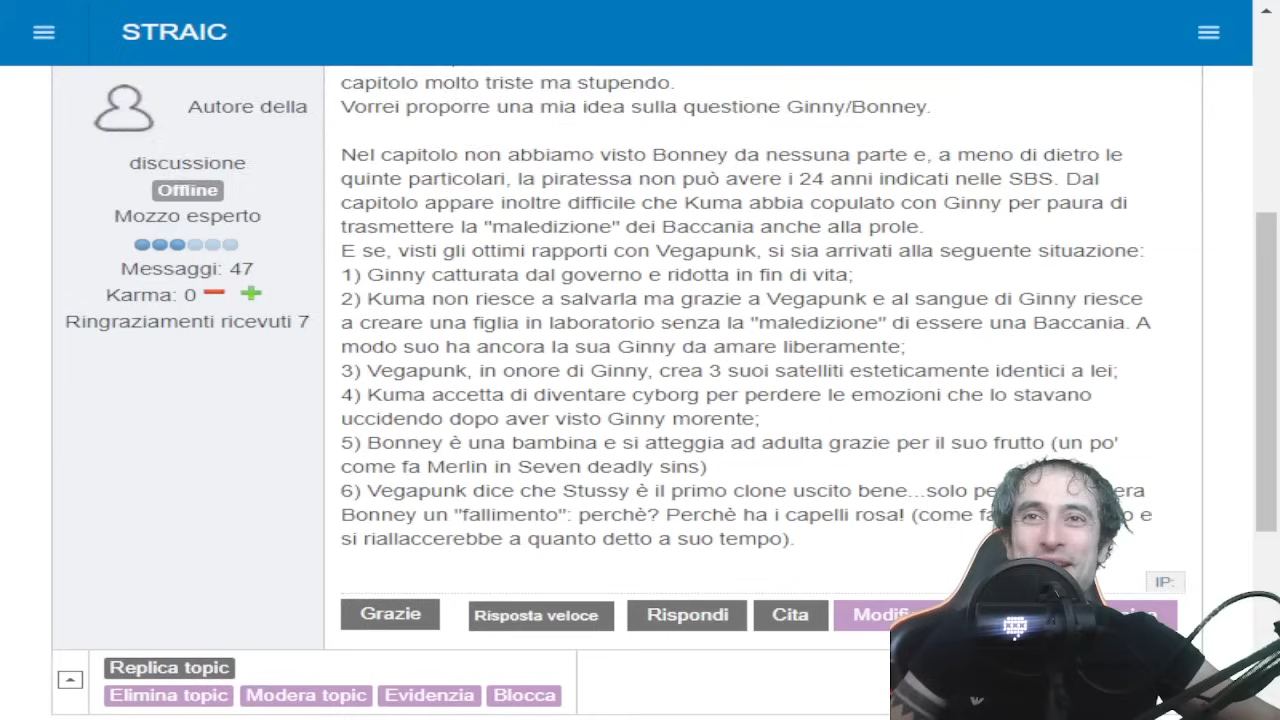 STRAIC
Autore della
discussione
Offline
Mozzo esperto
Messaggi: 47
Karma: 0
Ringraziamenti ricevuti 7
capitolo molto triste ma stupendo.
Vorrei proporre una mia idea sulla questione Ginny/Bonney.
Nel capitolo non abbiamo visto Bonney da nessuna parte e, a meno di dietro le
quinte particolari, la piratessa non può avere i 24 anni indicati nelle SBS. Dal
capitolo appare inoltre difficile che Kuma abbia copulato con Ginny per paura di
trasmettere la "maledizione" dei Baccania anche alla prole.
E se, visti gli ottimi rapporti con Vegapunk, si sia arrivati alla seguente situazione:
1) Ginny catturata dal governo e ridotta in fin di vita;
2) Kuma non riesce a salvarla ma grazie a Vegapunk e al sangue di Ginny riesce
a creare una figlia in laboratorio senza la "maledizione" di essere una Baccania. A
modo suo ha ancora la sua Ginny da amare liberamente;
3) Vegapunk, in onore di Ginny, crea 3 suoi satelliti esteticamente identici a lei;
4) Kuma accetta di diventare cyborg per perdere le emozioni che lo stavano
uccidendo dopo aver visto Ginny morente;
5) Bonney è una bambina e si atteggia ad adulta grazie per il suo frutto (un po'
come fa Merlin in Seven deadly sins)
6) Vegapunk dice che Stussy è il primo clone uscito bene...solo pe era
Bonney un "fallimento": perchè? Perchè ha i capelli rosa! (come fa o e
si riallaccerebbe a quanto detto a suo tempo).
IP:
Grazie Risposta veloce Rispondi Cita Modifi
Replica topic
Elimina topic Modera topic Evidenzia Blocca